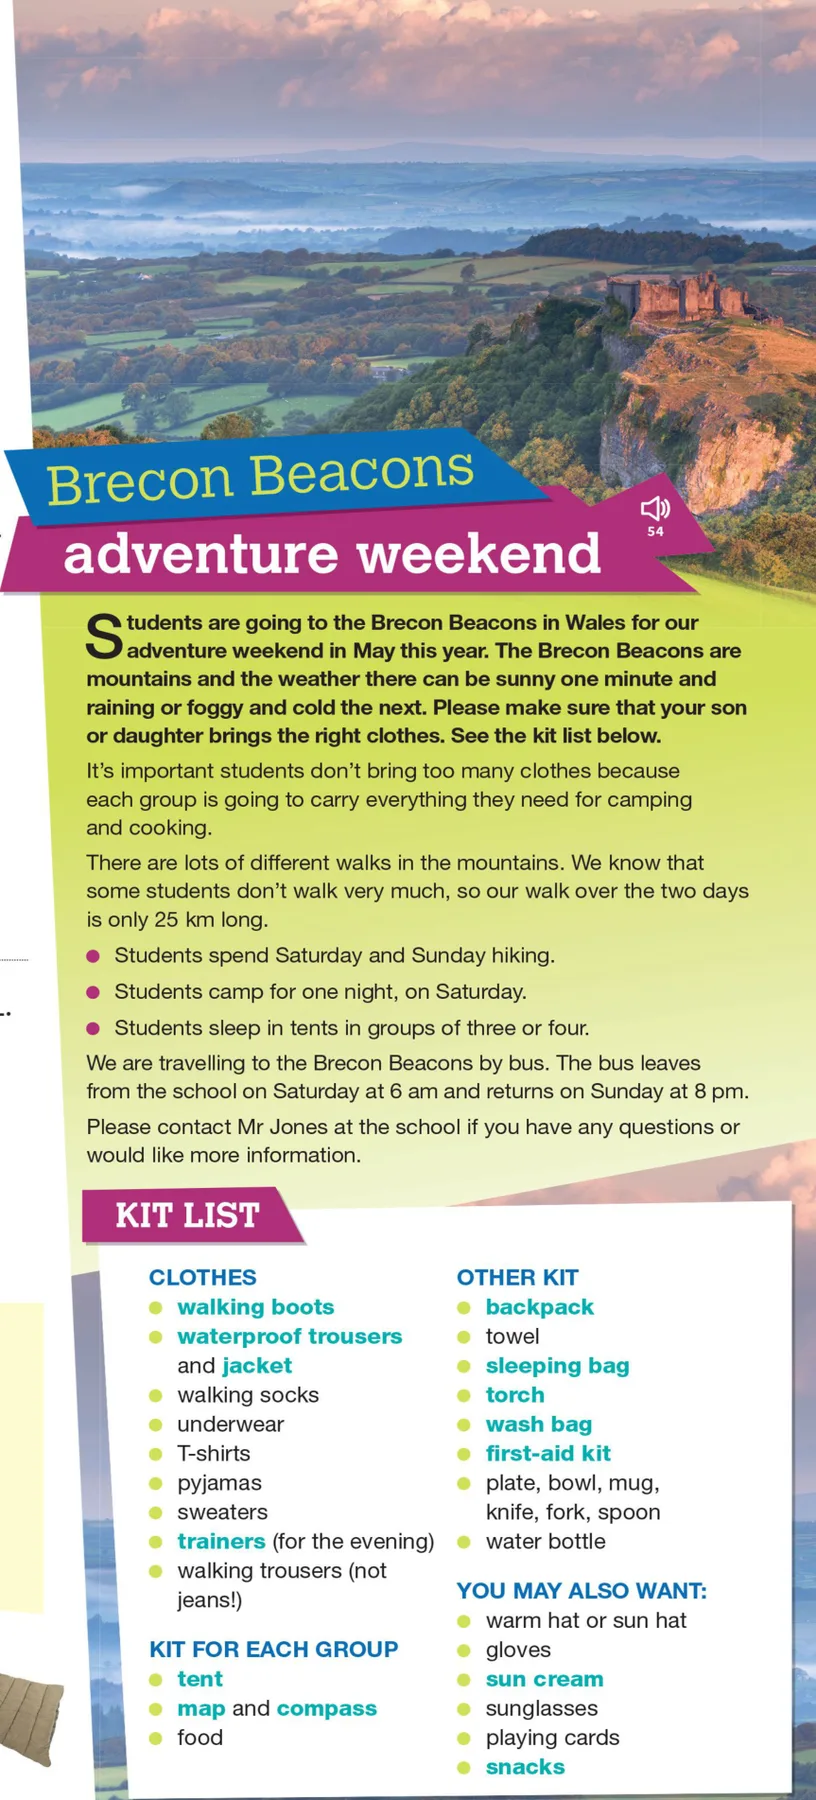 Brecon Beacons
adventure weekend
54
Students are going to the Brecon Beacons in Wales for our
adventure weekend in May this year. The Brecon Beacons are
mountains and the weather there can be sunny one minute and
raining or foggy and cold the next. Please make sure that your son
or daughter brings the right clothes. See the kit list below.
It's important students don't bring too many clothes because
each group is going to carry everything they need for camping
and cooking.
There are lots of different walks in the mountains. We know that
some students don't walk very much, so our walk over the two days
is only 25 km long.
Students spend Saturday and Sunday hiking.
Students camp for one night, on Saturday.
Students sleep in tents in groups of three or four.
We are travelling to the Brecon Beacons by bus. The bus leaves
from the school on Saturday at 6 am and returns on Sunday at 8 pm.
Please contact Mr Jones at the school if you have any questions or
would like more information.
KIT LIST
CLOTHES
walking boots
waterproof trousers
and jacket
walking socks
underwear
T-shirts
pyjamas
sweaters
trainers (for the evening)
walking trousers (not
jeans!)
KIT FOR EACH GROUP
tent
map and compass
food
OTHER KIT
backpack
towel
sleeping bag
torch
wash bag
first-aid kit
plate, bowl, mug,
knife, fork, spoon
water bottle
YOU MAY ALSO WANT:
warm hat or sun hat
gloves
sun cream
sunglasses
playing cards
snacks